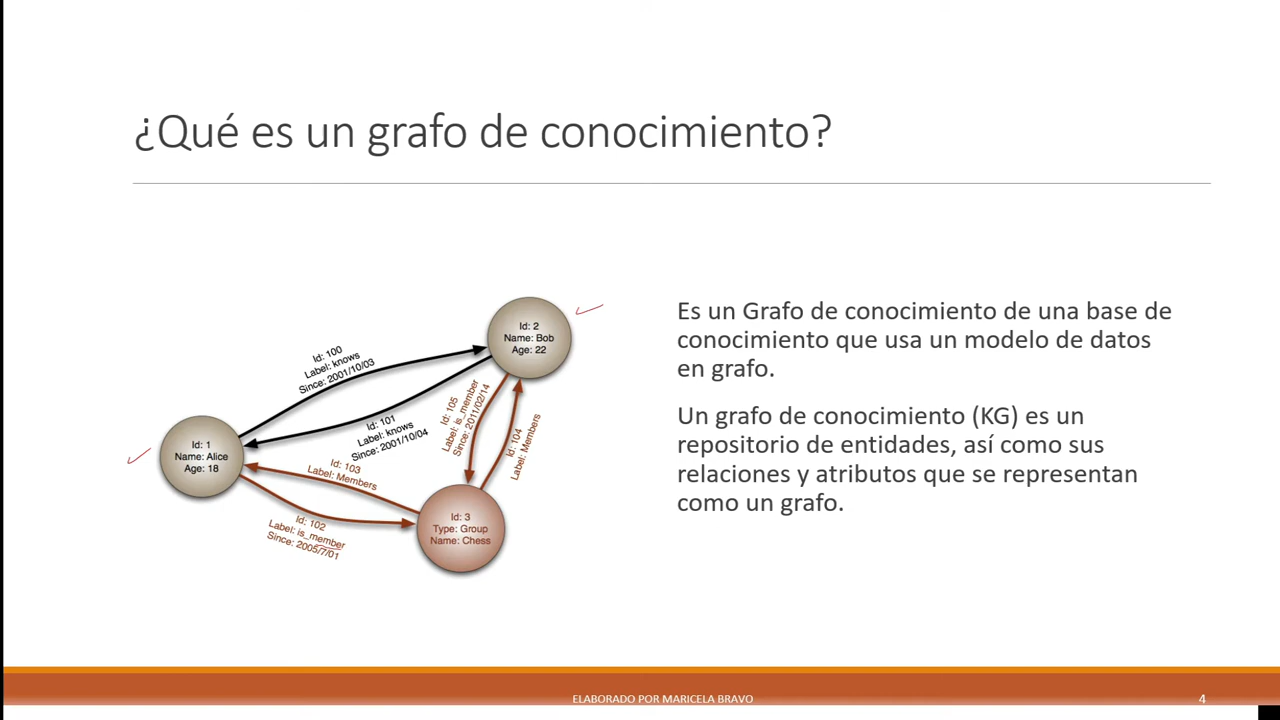 ¿Qué es un grafo de conocimiento?
Id: 2
Name: Bob
Age: 22
Id: 100
Label: knows
Since: 2001/10/03
Id: 101
Label: knows
Since: 2001/10/04
Id: 105
Label: is_member
Since: 2011/02/14
Id: 104
Label: Members
Id: 1
Name: Alice
Age: 18
Id: 103
Label: Members
Id: 102
Label: is_member
Since: 2005/7/01
Id: 3
Type: Group
Name: Chess
Es un Grafo de conocimiento de una base de
conocimiento que usa un modelo de datos
en grafo.
Un grafo de conocimiento (KG) es un
repositorio de entidades, así como sus
relaciones y atributos que se representan
como un grafo.
ELABORADO POR MARICELA BRAVO
4